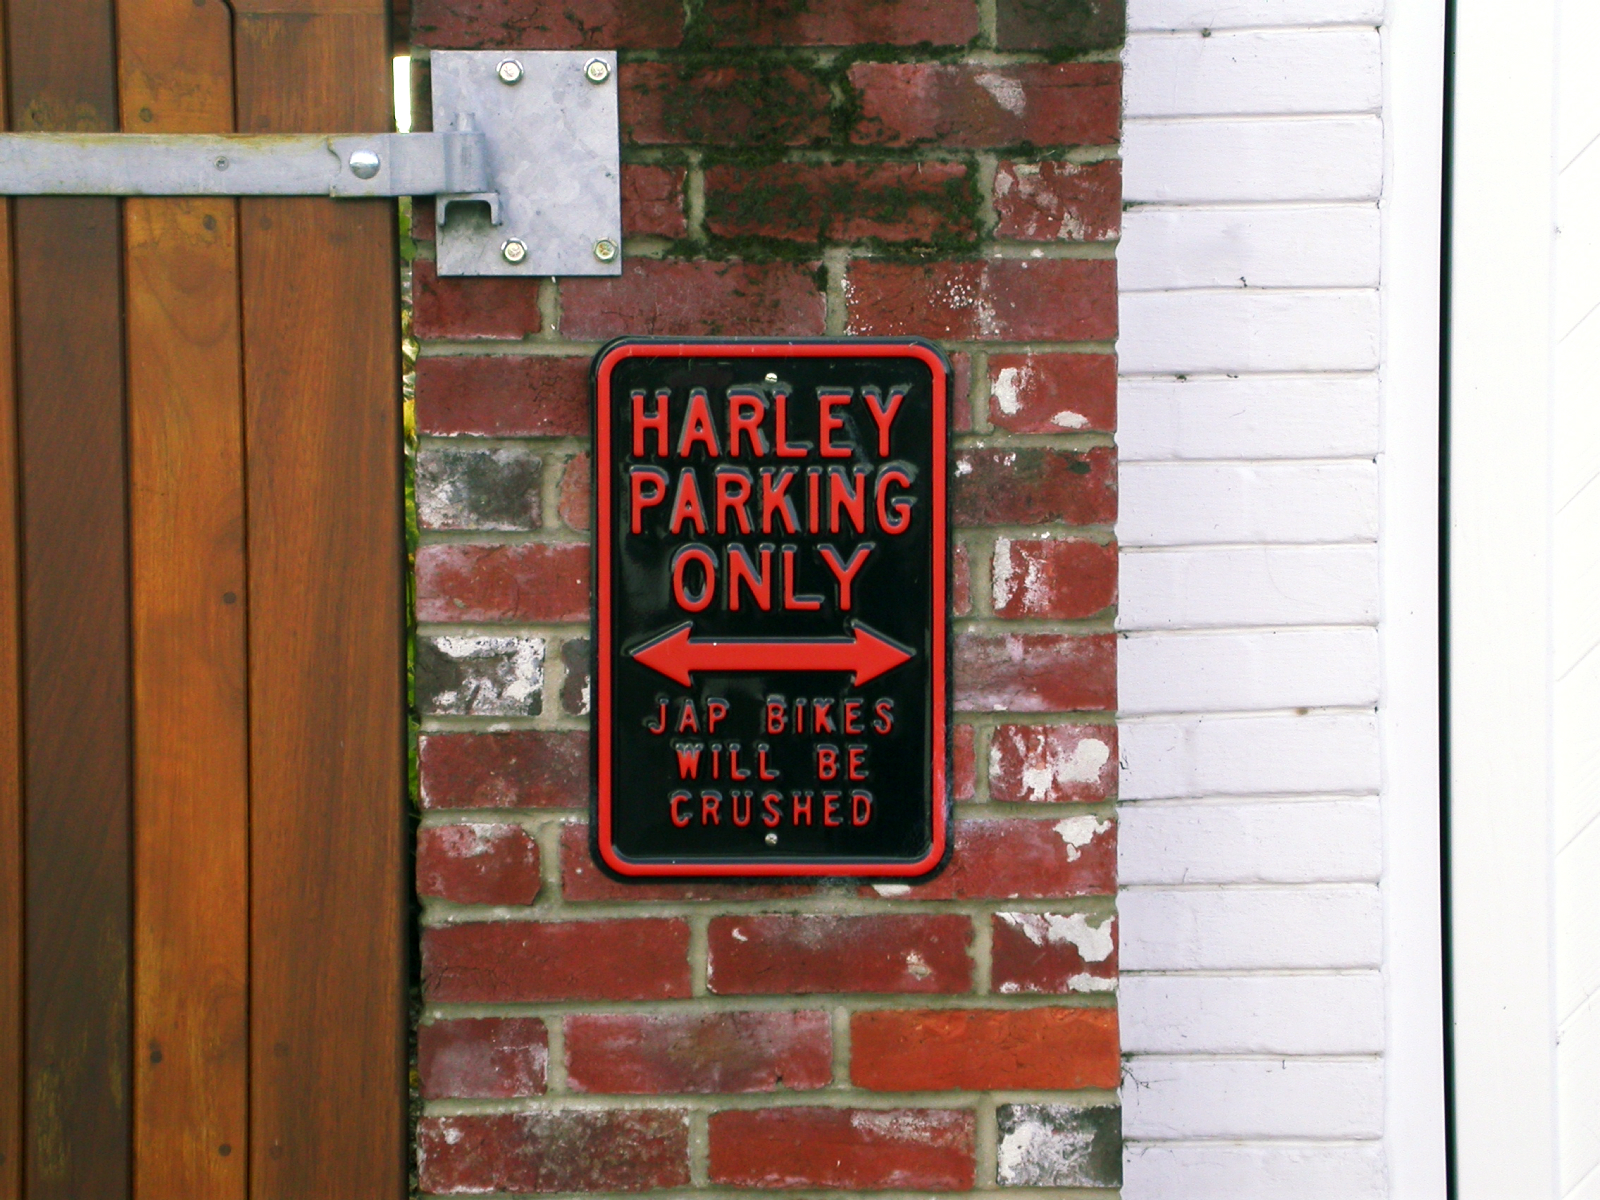 HARLEY
PARKING
ONLY
JAP BIKES
WILL BE
CRUSHED